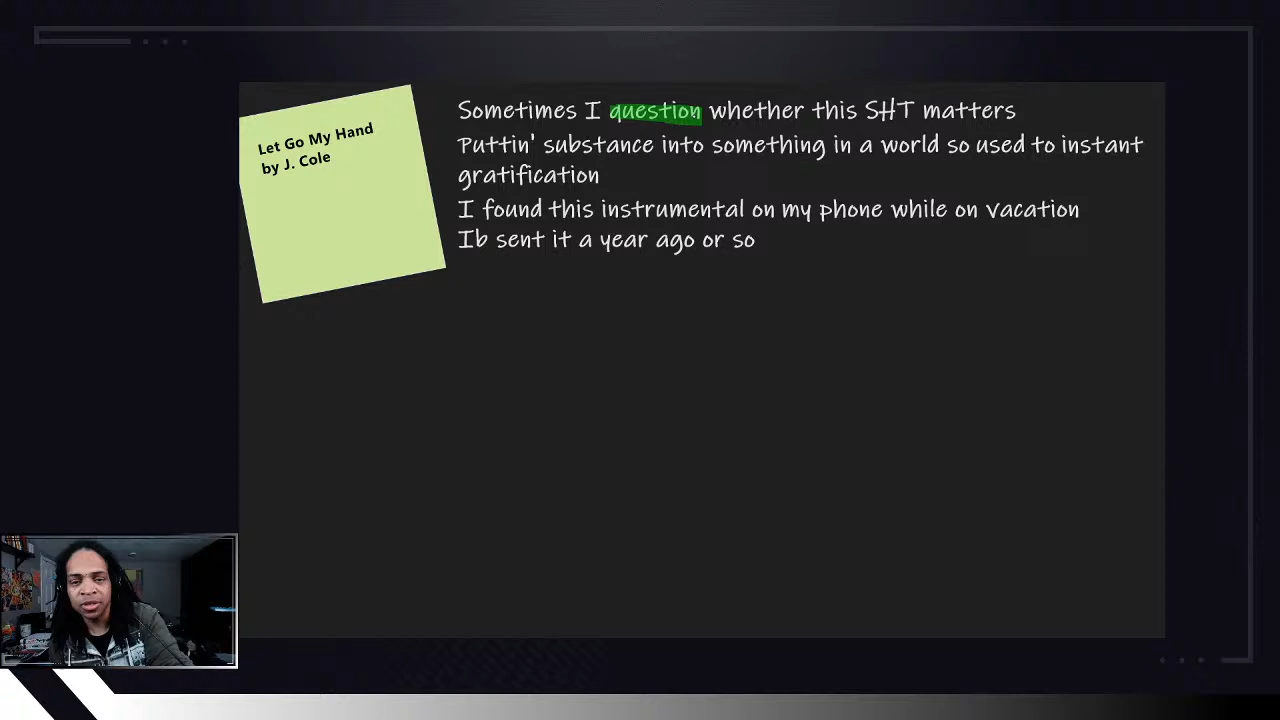 Let Go My Hand
by J. Cole
Sometimes I question whether this SHT matters
Puttin' substance into something in a world so used to instant
gratification
I found this instrumental on my phone while on vacation
Ib sent it a year ago or so